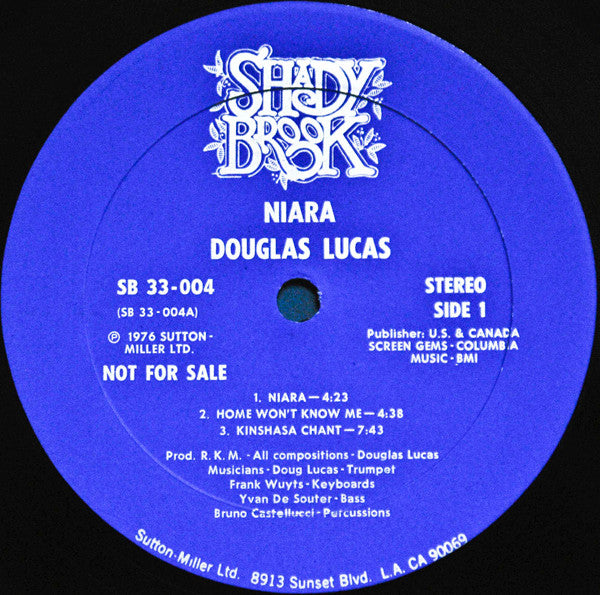 SHADY
BROOK
NIARA
DOUGLAS LUCAS
SB 33-004
(SB 33-004A)
℗ 1976 SUTTON-
MILLER LTD.
NOT FOR SALE
STEREO
SIDE 1
Publisher: U.S. & CANADA
SCREEN GEMS-COLUMBIA
MUSIC-BMI
1. NIARA—4:23
2. HOME WON'T KNOW ME—4:38
3. KINSHASA CHANT—7:43
Prod. R. K. M. - All compositions - Douglas Lucas
Musicians - Doug Lucas - Trumpet
Frank Wuyts - Keyboards
Yvan De Souter - Bass
Bruno Castellucci - Percussions
Sutton-Miller Ltd. 8913 Sunset Blvd. L.A. CA 90069